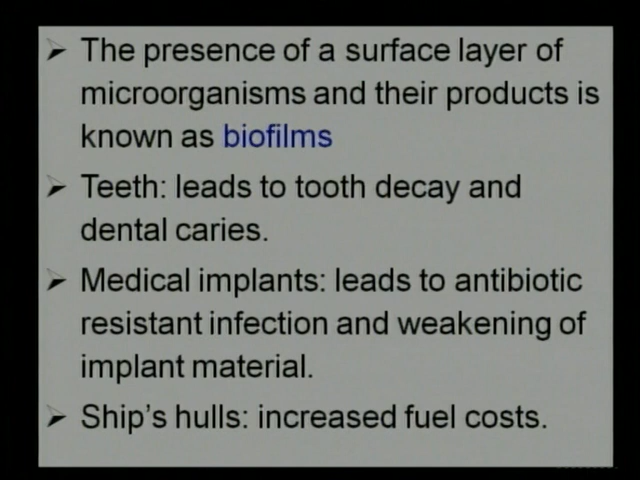 ➢ The presence of a surface layer of
microorganisms and their products is
known as biofilms
➢ Teeth: leads to tooth decay and
dental caries.
➢ Medical implants: leads to antibiotic
resistant infection and weakening of
implant material.
➢ Ship's hulls: increased fuel costs.